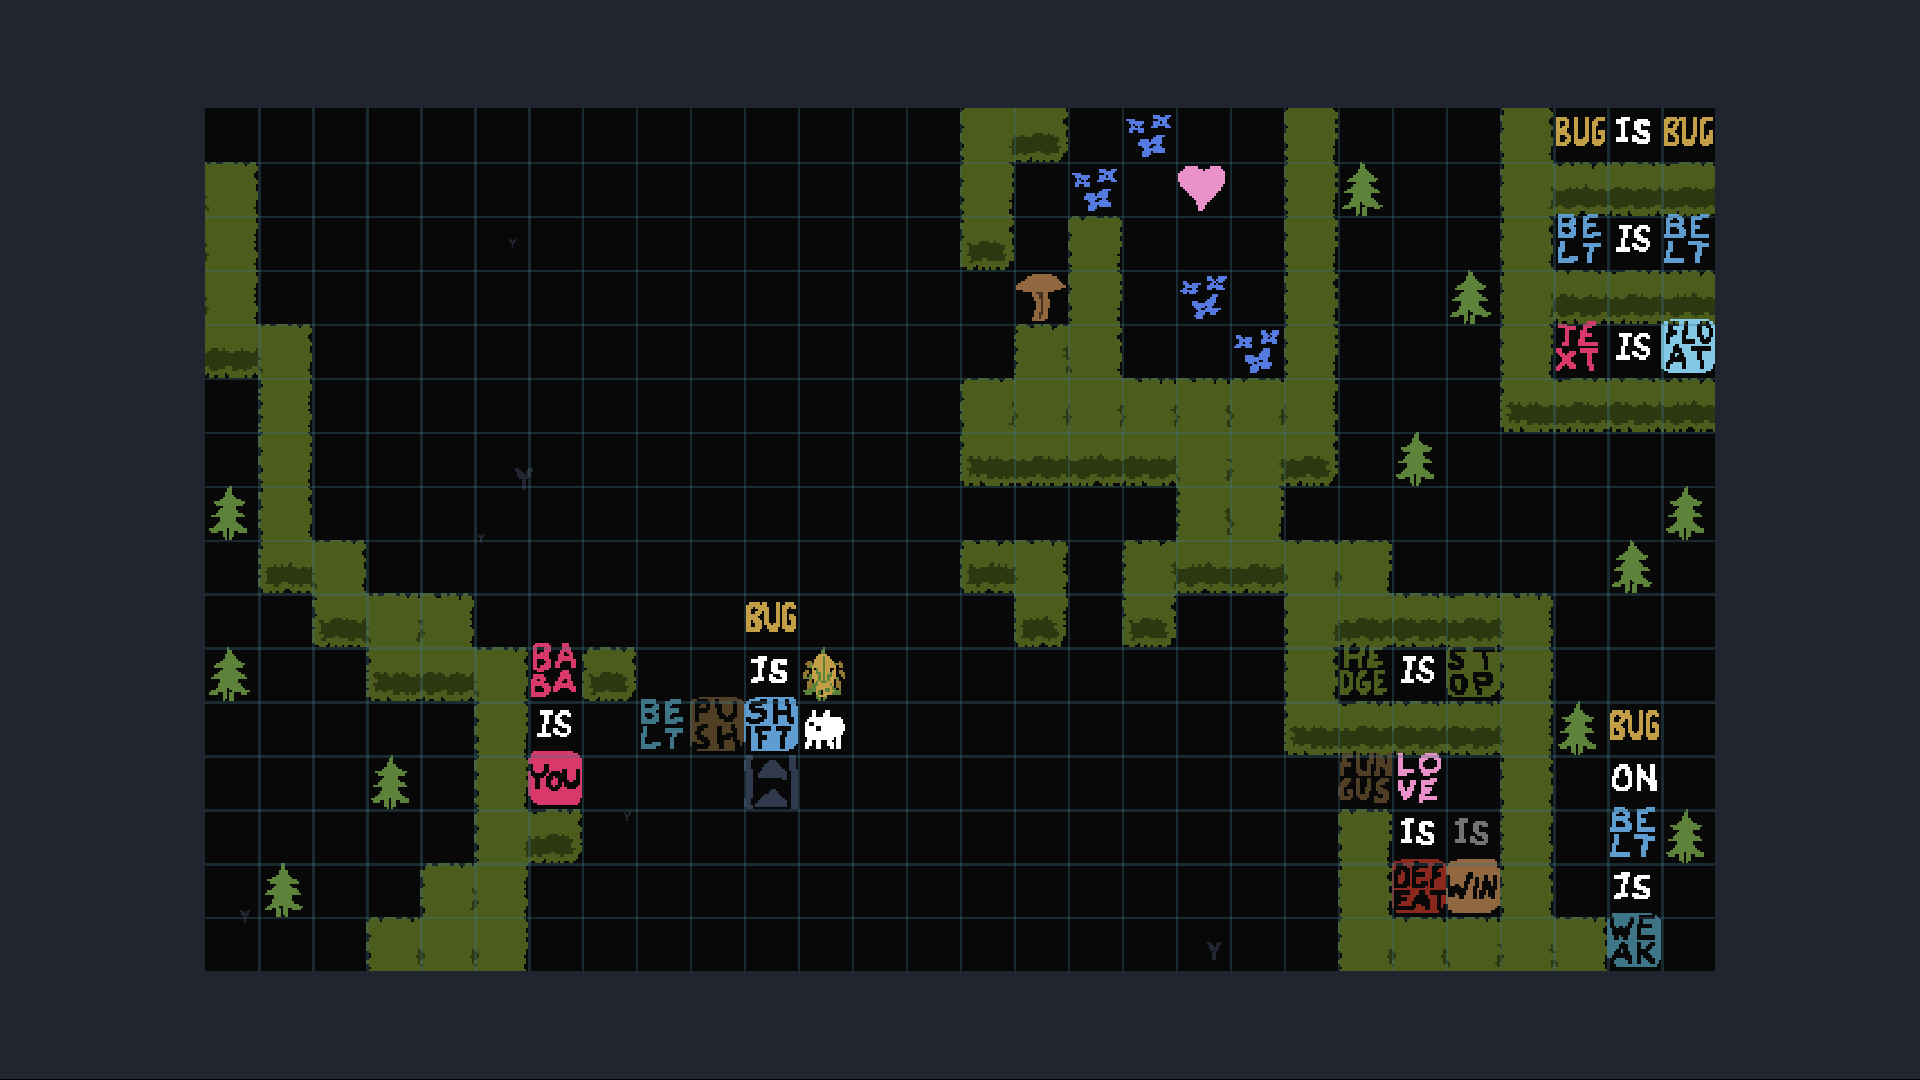 BUG IS BUG
BELT IS BELT
TEXT IS FLOAT
BUG
BABA IS HEDGE IS STOP
IS BELT PUSH SHIFT BUG
YOU FUNGUS LOVE ON
IS IS BELT
DEFEAT WIN IS
WEAK